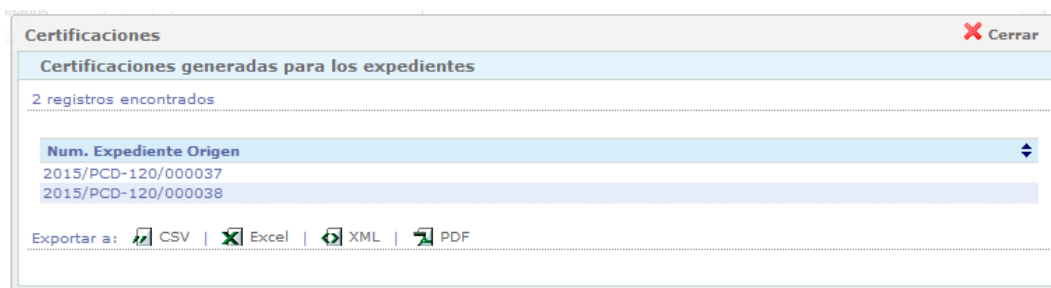 Certificaciones
Cerrar
Certificaciones generadas para los expedientes
2 registros encontrados
Num. Expediente Origen
2015/PCD-120/000037
2015/PCD-120/000038
Exportar a: CSV | Excel | XML | PDF